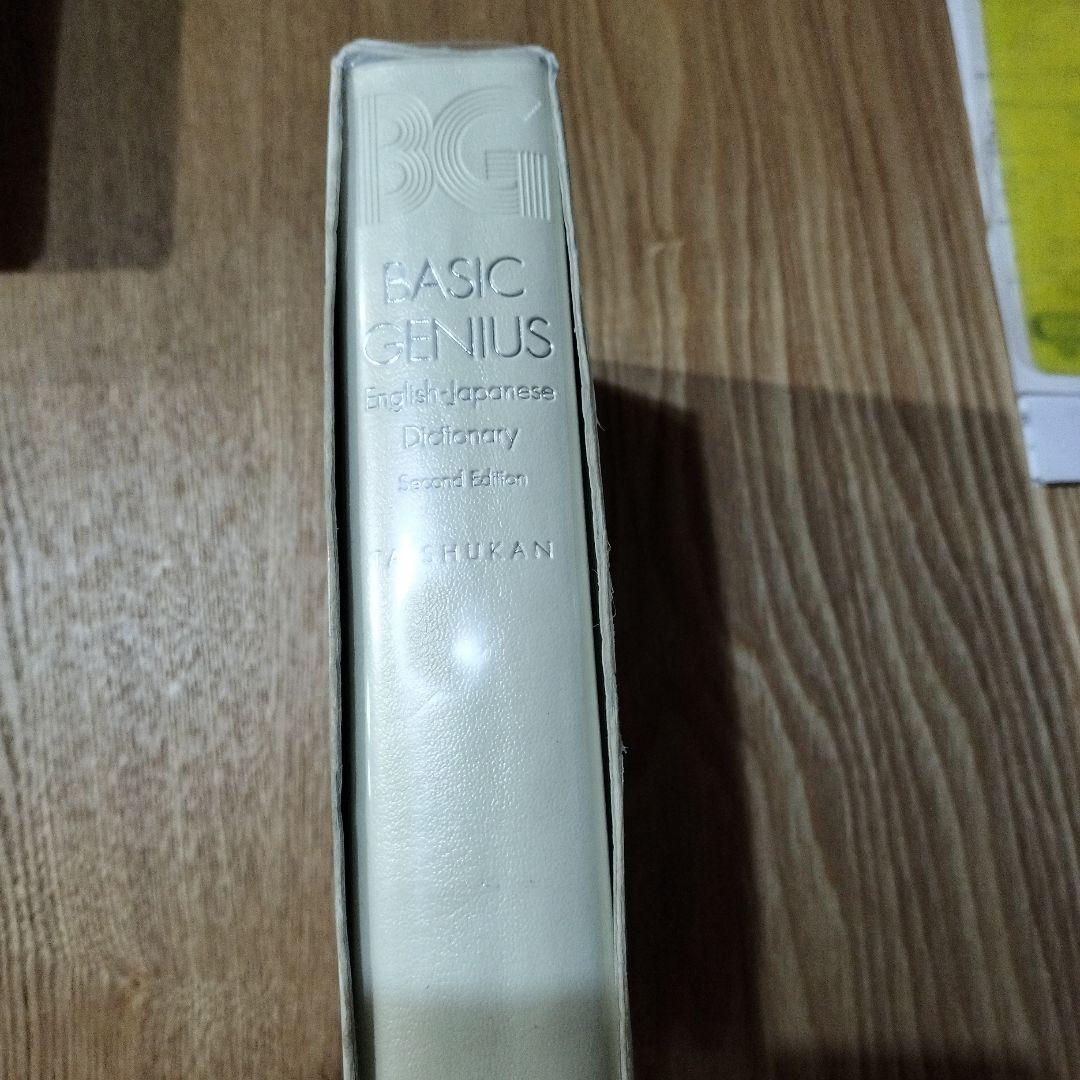 BG
BASIC
GENIUS
English-Japanese
Dictionary
Second Edition
TAISHUKAN